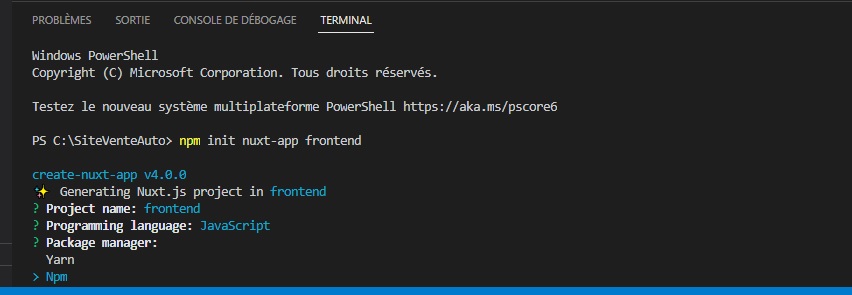 PROBLÈMES SORTIE CONSOLE DE DÉBOGAGE TERMINAL
Windows PowerShell
Copyright (C) Microsoft Corporation. Tous droits réservés.
Testez le nouveau système multiplateforme PowerShell https://aka.ms/pscore6
PS C:\SiteVenteAuto> npm init nuxt-app frontend
create-nuxt-app v4.0.0
✨ Generating Nuxt.js project in frontend
? Project name: frontend
? Programming language: JavaScript
? Package manager:
Yarn
> Npm